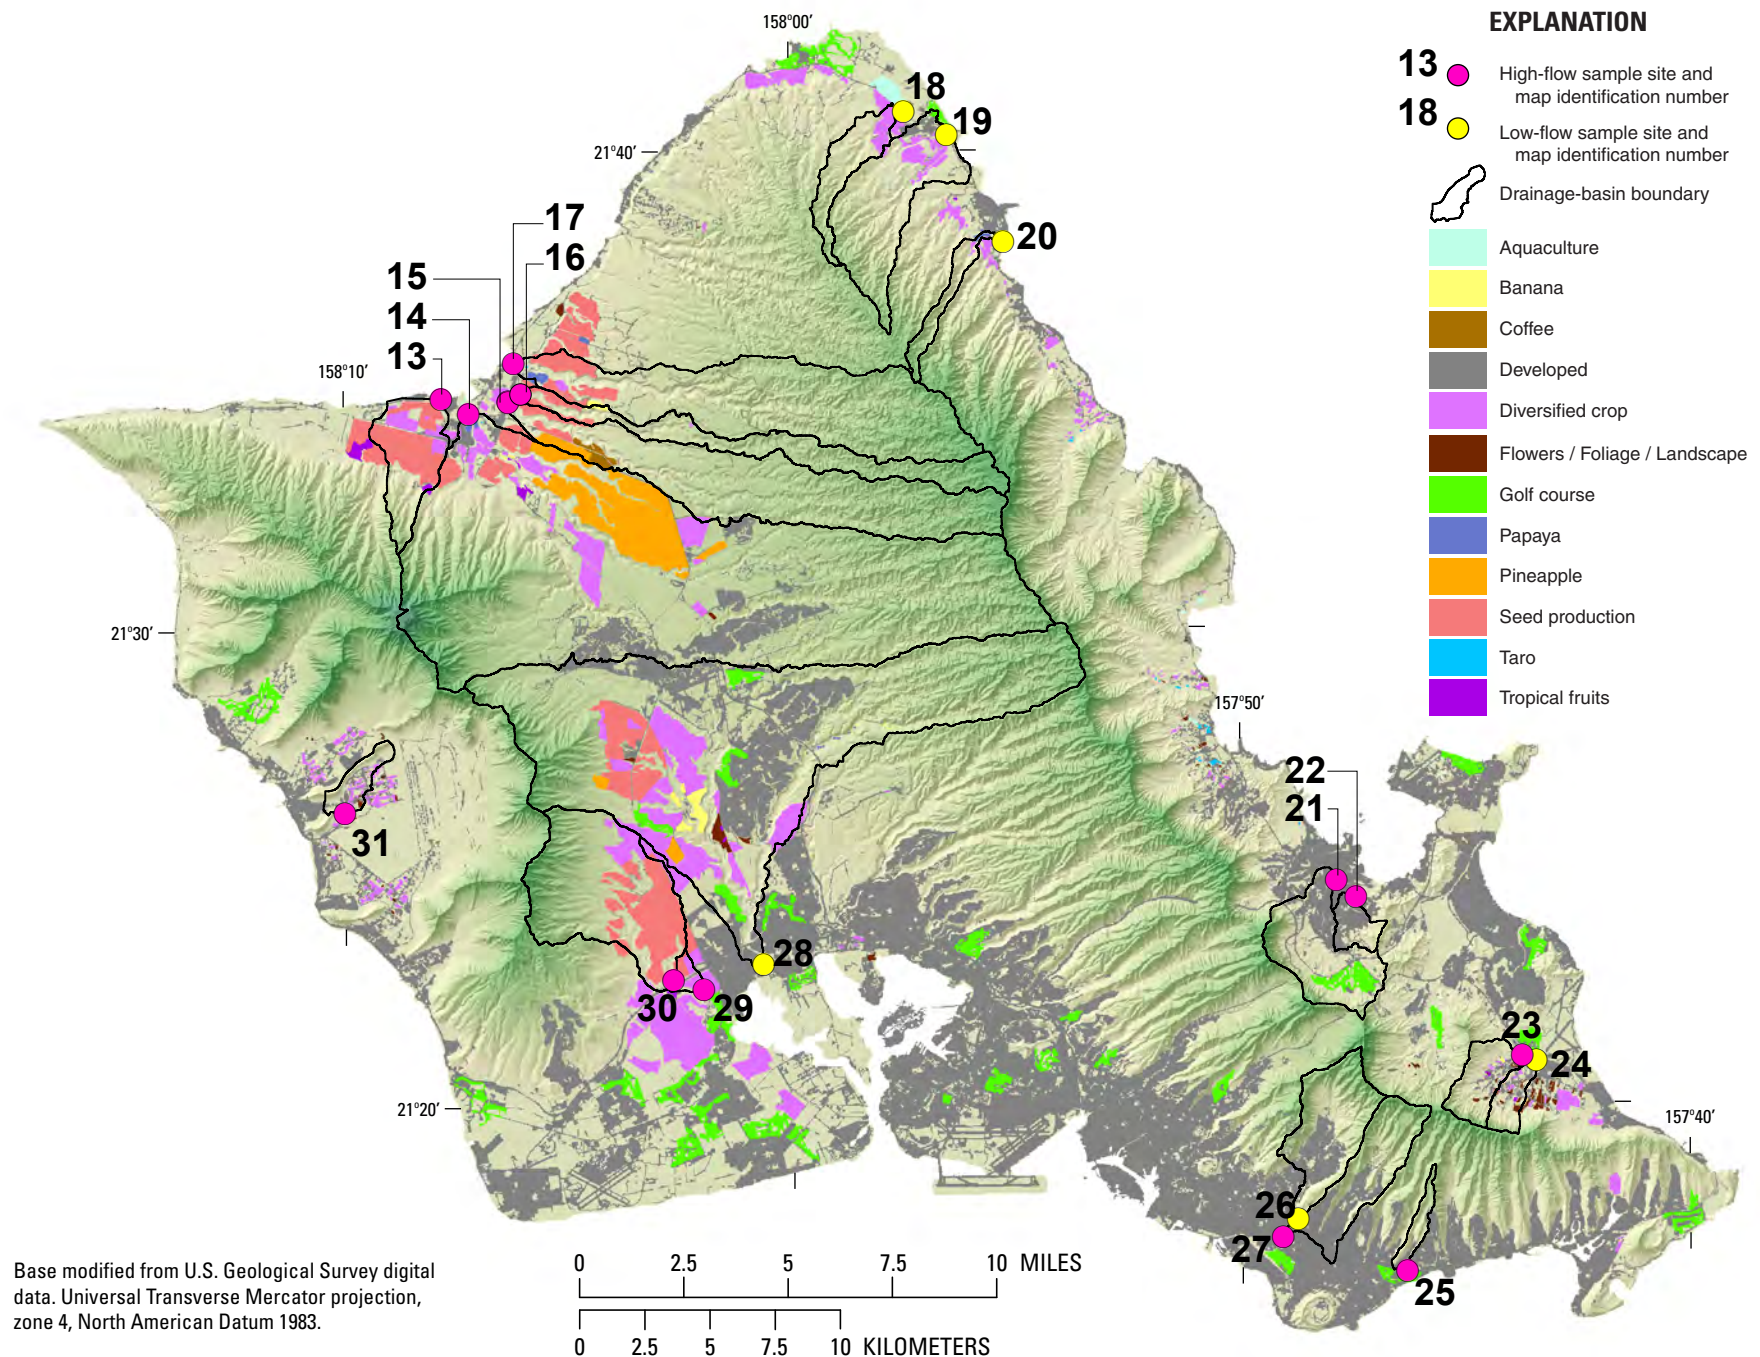 EXPLANATION
13
High-flow sample site and
map identification number
18
Low-flow sample site and
map identification number
Drainage-basin boundary
Aquaculture
Banana
Coffee
Developed
Diversified crop
Flowers / Foliage / Landscape
Golf course
Papaya
Pineapple
Seed production
Taro
Tropical fruits
158°00′
18
19
21°40′
20
17
16
15
14
13
158°10′
21°30′
157°50′
22
21
31
28
30
29
23
24
21°20′
157°40′
26
27
25
0 2.5 5 7.5 10 MILES
0 2.5 5 7.5 10 KILOMETERS
Base modified from U.S. Geological Survey digital
data. Universal Transverse Mercator projection,
zone 4, North American Datum 1983.